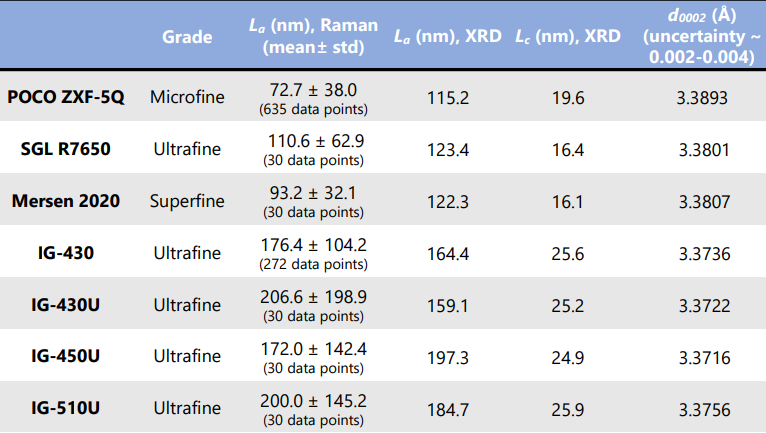 Grade L_a (nm), Raman (mean± std) L_a (nm), XRD L_c (nm), XRD d_0002 (Å) (uncertainty ~ 0.002-0.004)
POCO ZXF-5Q Microfine 72.7 ± 38.0 (635 data points) 115.2 19.6 3.3893
SGL R7650 Ultrafine 110.6 ± 62.9 (30 data points) 123.4 16.4 3.3801
Mersen 2020 Superfine 93.2 ± 32.1 (30 data points) 122.3 16.1 3.3807
IG-430 Ultrafine 176.4 ± 104.2 (272 data points) 164.4 25.6 3.3736
IG-430U Ultrafine 206.6 ± 198.9 (30 data points) 159.1 25.2 3.3722
IG-450U Ultrafine 172.0 ± 142.4 (30 data points) 197.3 24.9 3.3716
IG-510U Ultrafine 200.0 ± 145.2 (30 data points) 184.7 25.9 3.3756